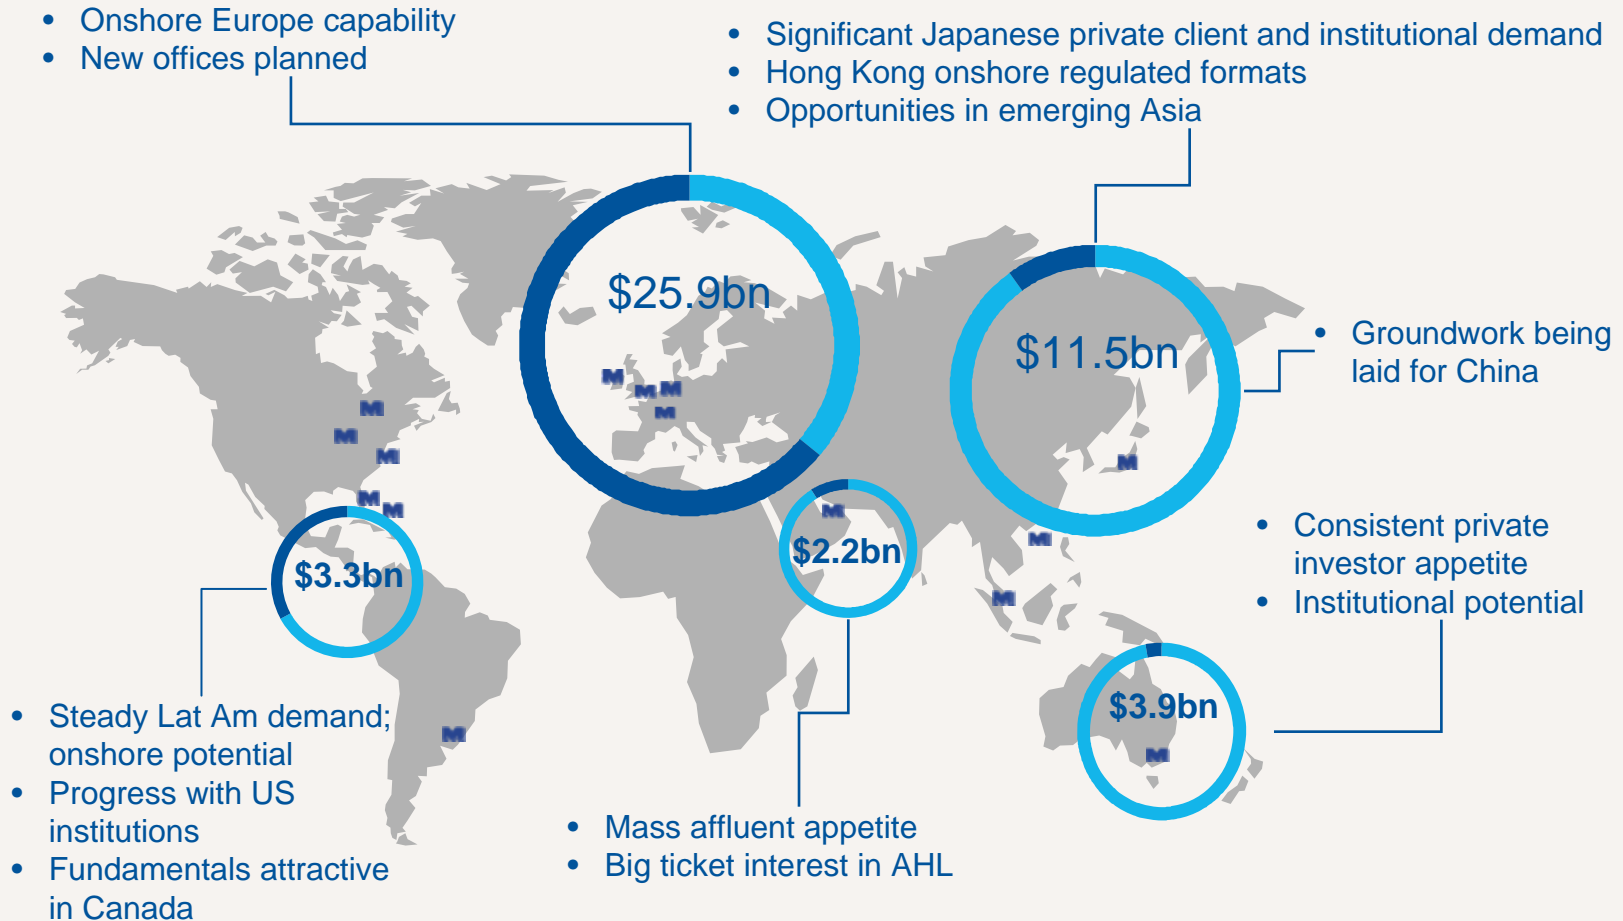 • Onshore Europe capability
• New offices planned
• Significant Japanese private client and institutional demand
• Hong Kong onshore regulated formats
• Opportunities in emerging Asia
$25.9bn
$11.5bn
• Groundwork being
laid for China
M
M
M
M
M
M
M
M
M
M
M
M
$3.3bn
$2.2bn
M
M
• Consistent private
investor appetite
• Institutional potential
$3.9bn
M
M
• Steady Lat Am demand;
onshore potential
• Progress with US
institutions
• Fundamentals attractive
in Canada
• Mass affluent appetite
• Big ticket interest in AHL